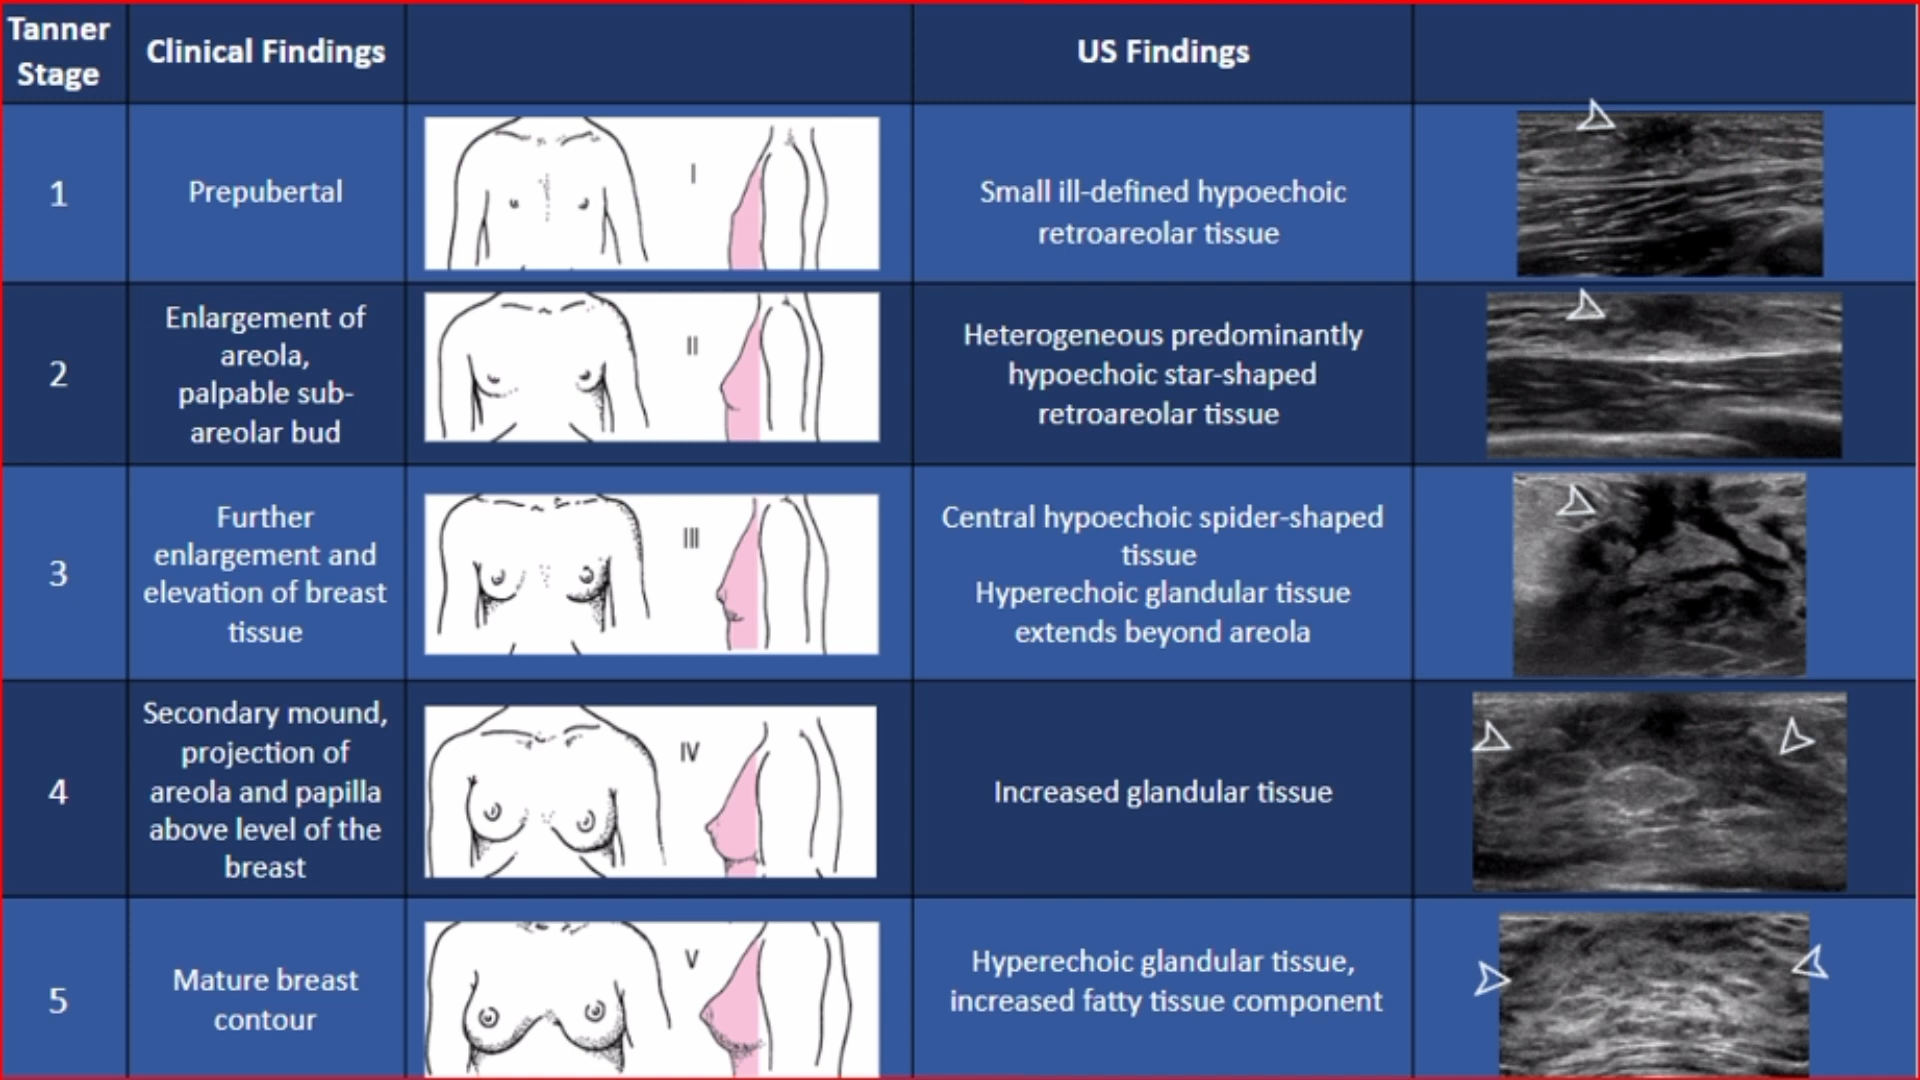 Tanner
Stage
Clinical Findings
US Findings
1
Prepubertal
I
Small ill-defined hypoechoic
retroareolar tissue
2
Enlargement of
areola,
palpable sub-
areolar bud
II
Heterogeneous predominantly
hypoechoic star-shaped
retroareolar tissue
3
Further
enlargement and
elevation of breast
tissue
III
Central hypoechoic spider-shaped
tissue
Hyperechoic glandular tissue
extends beyond areola
4
Secondary mound,
projection of
areola and papilla
above level of the
breast
IV
Increased glandular tissue
5
Mature breast
contour
V
Hyperechoic glandular tissue,
increased fatty tissue component